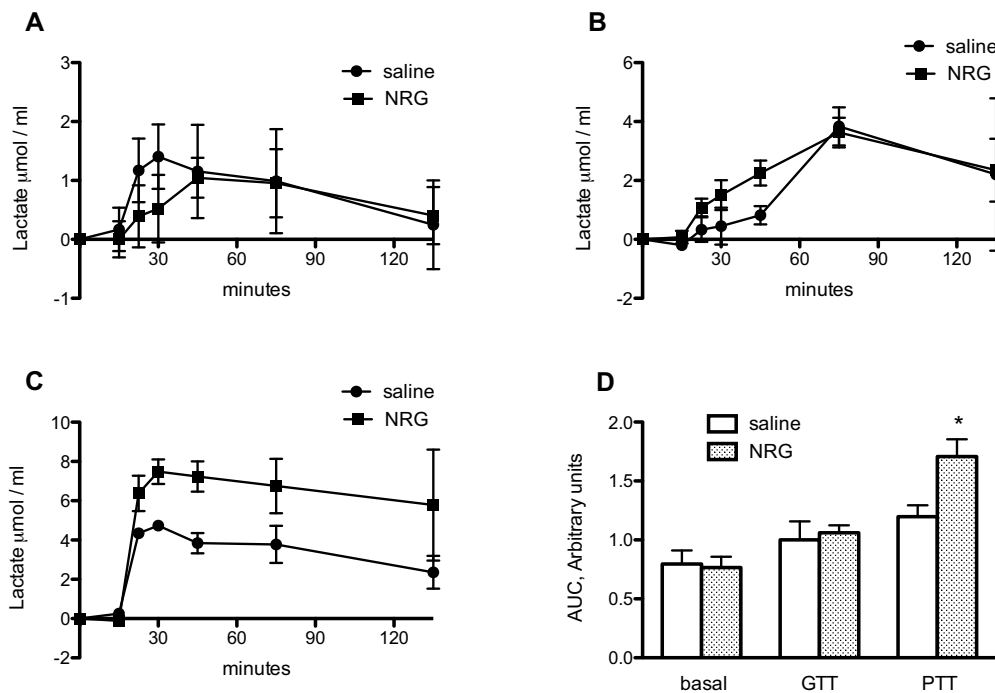 A
saline
NRG
Lactate μmol / ml
3
2
1
0
-1
30
60
90
120
minutes
B
saline
NRG
Lactate μmol / ml
6
4
2
0
-2
30
60
90
120
minutes
C
saline
NRG
Lactate μmol / ml
10
8
6
4
2
0
-2
30
60
90
120
minutes
D
saline
NRG
*
AUC, Arbitrary units
2.0
1.5
1.0
0.5
0.0
basal
GTT
PTT